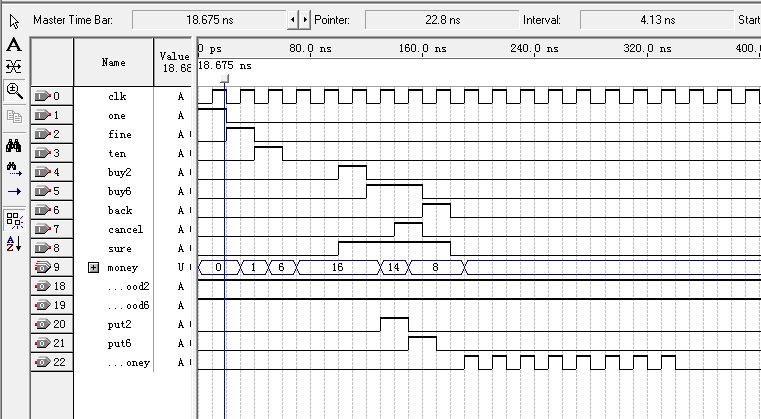 Master Time Bar: 18.675 ns Pointer: 22.8 ns Interval: 4.13 ns Start
Name Value 18.68 0 ps 80.0 ns 160.0 ns 240.0 ns 320.0 ns 400.0
18.675 ns
0 clk A
1 one A
2 fine A
3 ten A
4 buy2 A
5 buy6 A
6 back A
7 cancel A
8 sure A
9 money U 0 1 6 16 14 8
18 ...ood2 A
19 ...ood6 A
20 put2 A
21 put6 A
22 ...oney A